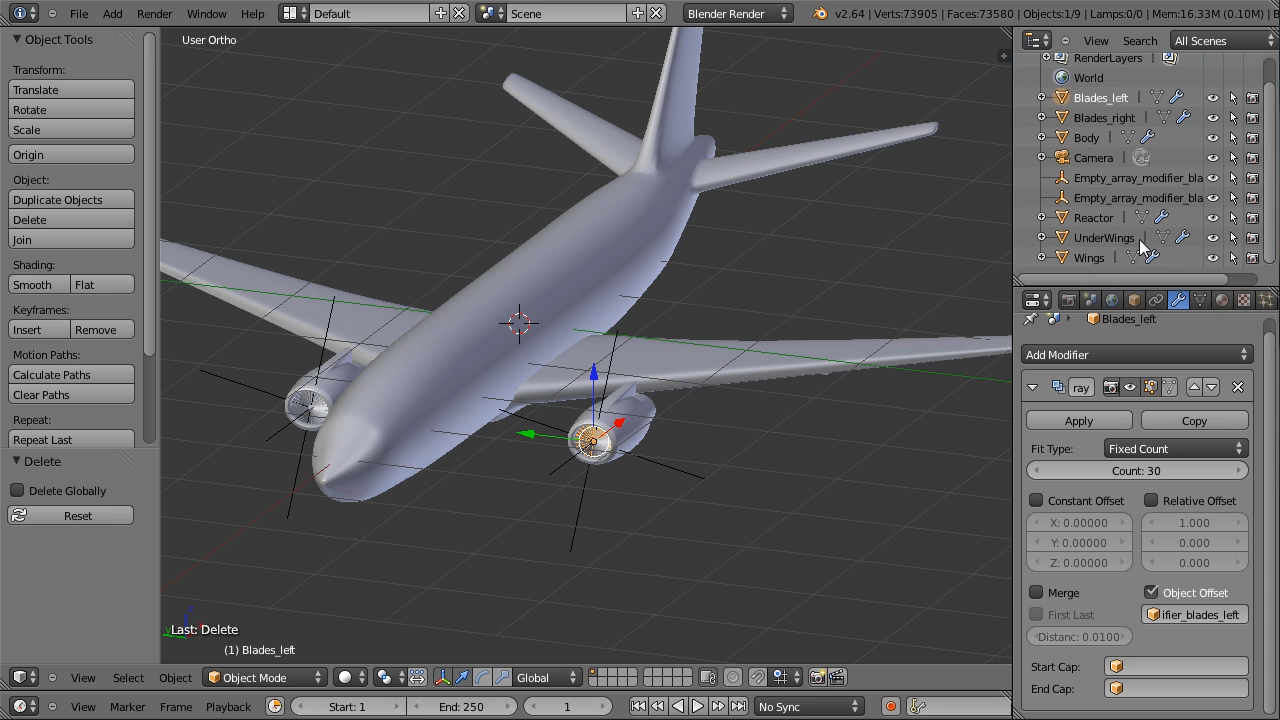 File Add Render Window Help Default Scene Blender Render v2.64 | Verts:73905 | Faces:73580 | Objects:1/9 | Lamps:0/0 | Mem:16.33M (0.10M) |
Object Tools
Transform:
Translate
Rotate
Scale
Origin
Object:
Duplicate Objects
Delete
Join
Shading:
Smooth Flat
Keyframes:
Insert Remove
Motion Paths:
Calculate Paths
Clear Paths
Repeat:
Repeat Last
Delete
Delete Globally
Reset
User Ortho
Last: Delete
(1) Blades_left
View Select Object Object Mode Global
View Marker Frame Playback Start: 1 End: 250 1 No Sync
View Search All Scenes
RenderLayers
World
Blades_left
Blades_right
Body
Camera
Empty_array_modifier_bla
Empty_array_modifier_bla
Reactor
UnderWings
Wings
Blades_left
Add Modifier
ray
Apply Copy
Fit Type: Fixed Count
Count: 30
Constant Offset Relative Offset
X: 0.00000 1.000
Y: 0.00000 0.000
Z: 0.00000 0.000
Merge Object Offset
First Last ifier_blades_left
Distanc: 0.0100
Start Cap:
End Cap: